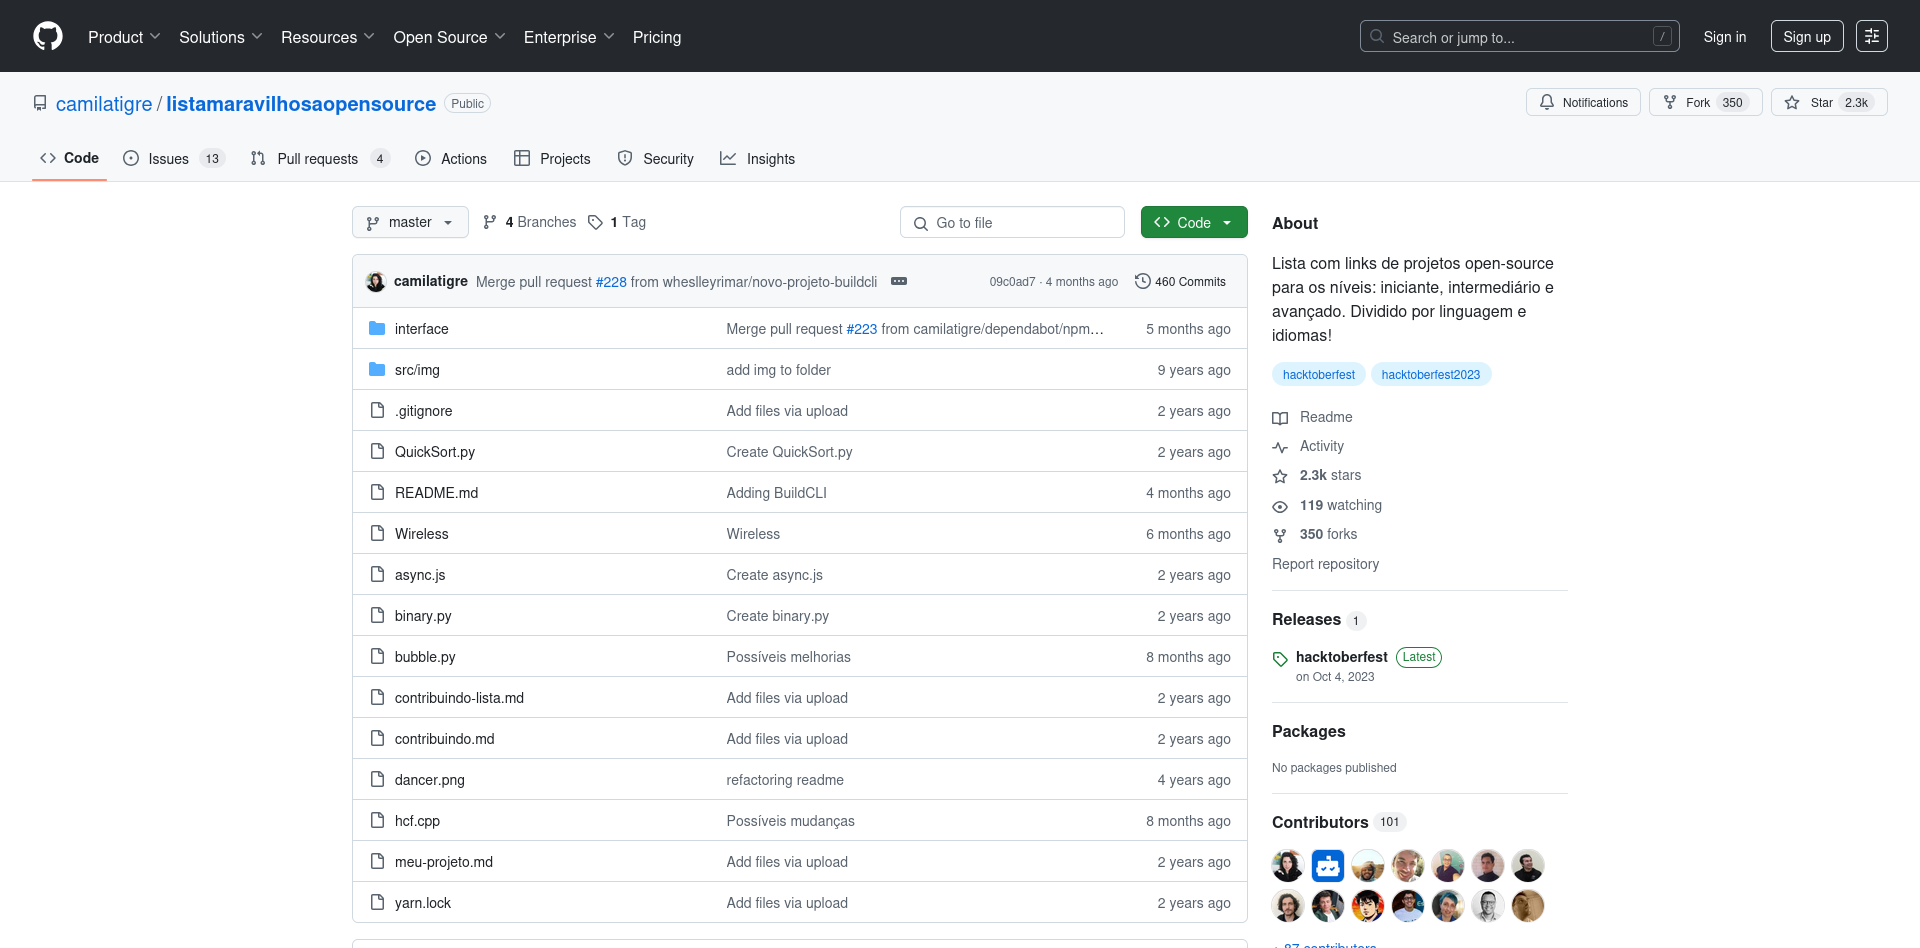 Product Solutions Resources Open Source Enterprise Pricing Search or jump to... / Sign in Sign up
camilatigre / listamaravilhosaopensource Public Notifications Fork 350 Star 2.3k
Code Issues 13 Pull requests 4 Actions Projects Security Insights
master 4 Branches 1 Tag Go to file Code
camilatigre Merge pull request #228 from wheslleyrimar/novo-projeto-buildcli 09c0ad7 · 4 months ago 460 Commits
interface Merge pull request #223 from camilatigre/dependabot/npm… 5 months ago
src/img add img to folder 9 years ago
.gitignore Add files via upload 2 years ago
QuickSort.py Create QuickSort.py 2 years ago
README.md Adding BuildCLI 4 months ago
Wireless Wireless 6 months ago
async.js Create async.js 2 years ago
binary.py Create binary.py 2 years ago
bubble.py Possíveis melhorias 8 months ago
contribuindo-lista.md Add files via upload 2 years ago
contribuindo.md Add files via upload 2 years ago
dancer.png refactoring readme 4 years ago
hcf.cpp Possíveis mudanças 8 months ago
meu-projeto.md Add files via upload 2 years ago
yarn.lock Add files via upload 2 years ago
About
Lista com links de projetos open-source
para os níveis: iniciante, intermediário e
avançado. Dividido por linguagem e
idiomas!
hacktoberfest hacktoberfest2023
Readme
Activity
2.3k stars
119 watching
350 forks
Report repository
Releases 1
hacktoberfest Latest
on Oct 4, 2023
Packages
No packages published
Contributors 101
+ 87 contributors